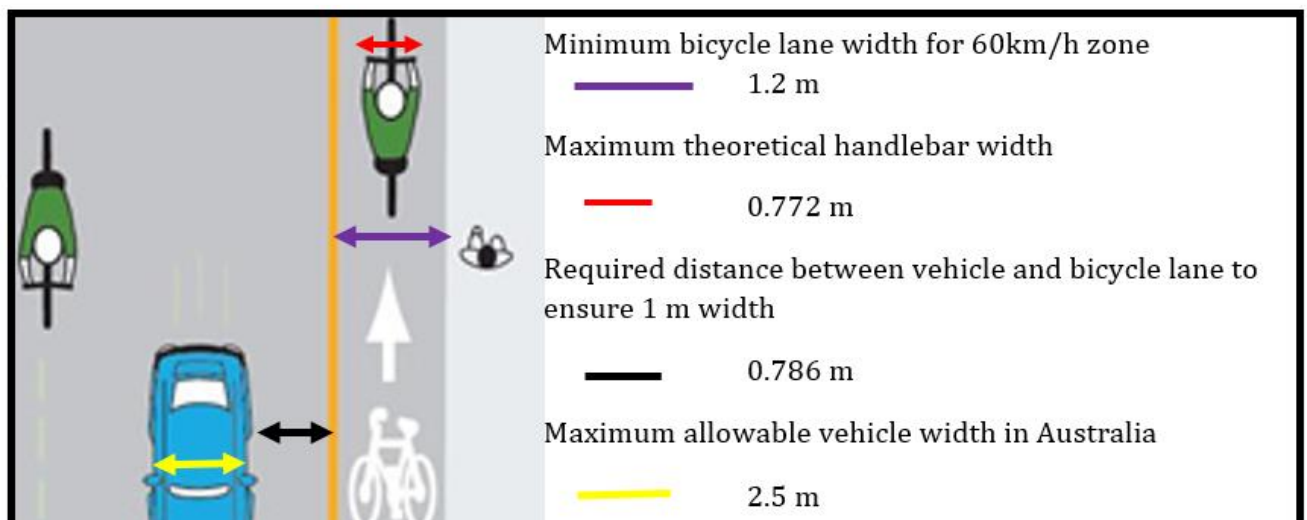 Minimum bicycle lane width for 60km/h zone
1.2 m
Maximum theoretical handlebar width
0.772 m
Required distance between vehicle and bicycle lane to
ensure 1 m width
0.786 m
Maximum allowable vehicle width in Australia
2.5 m